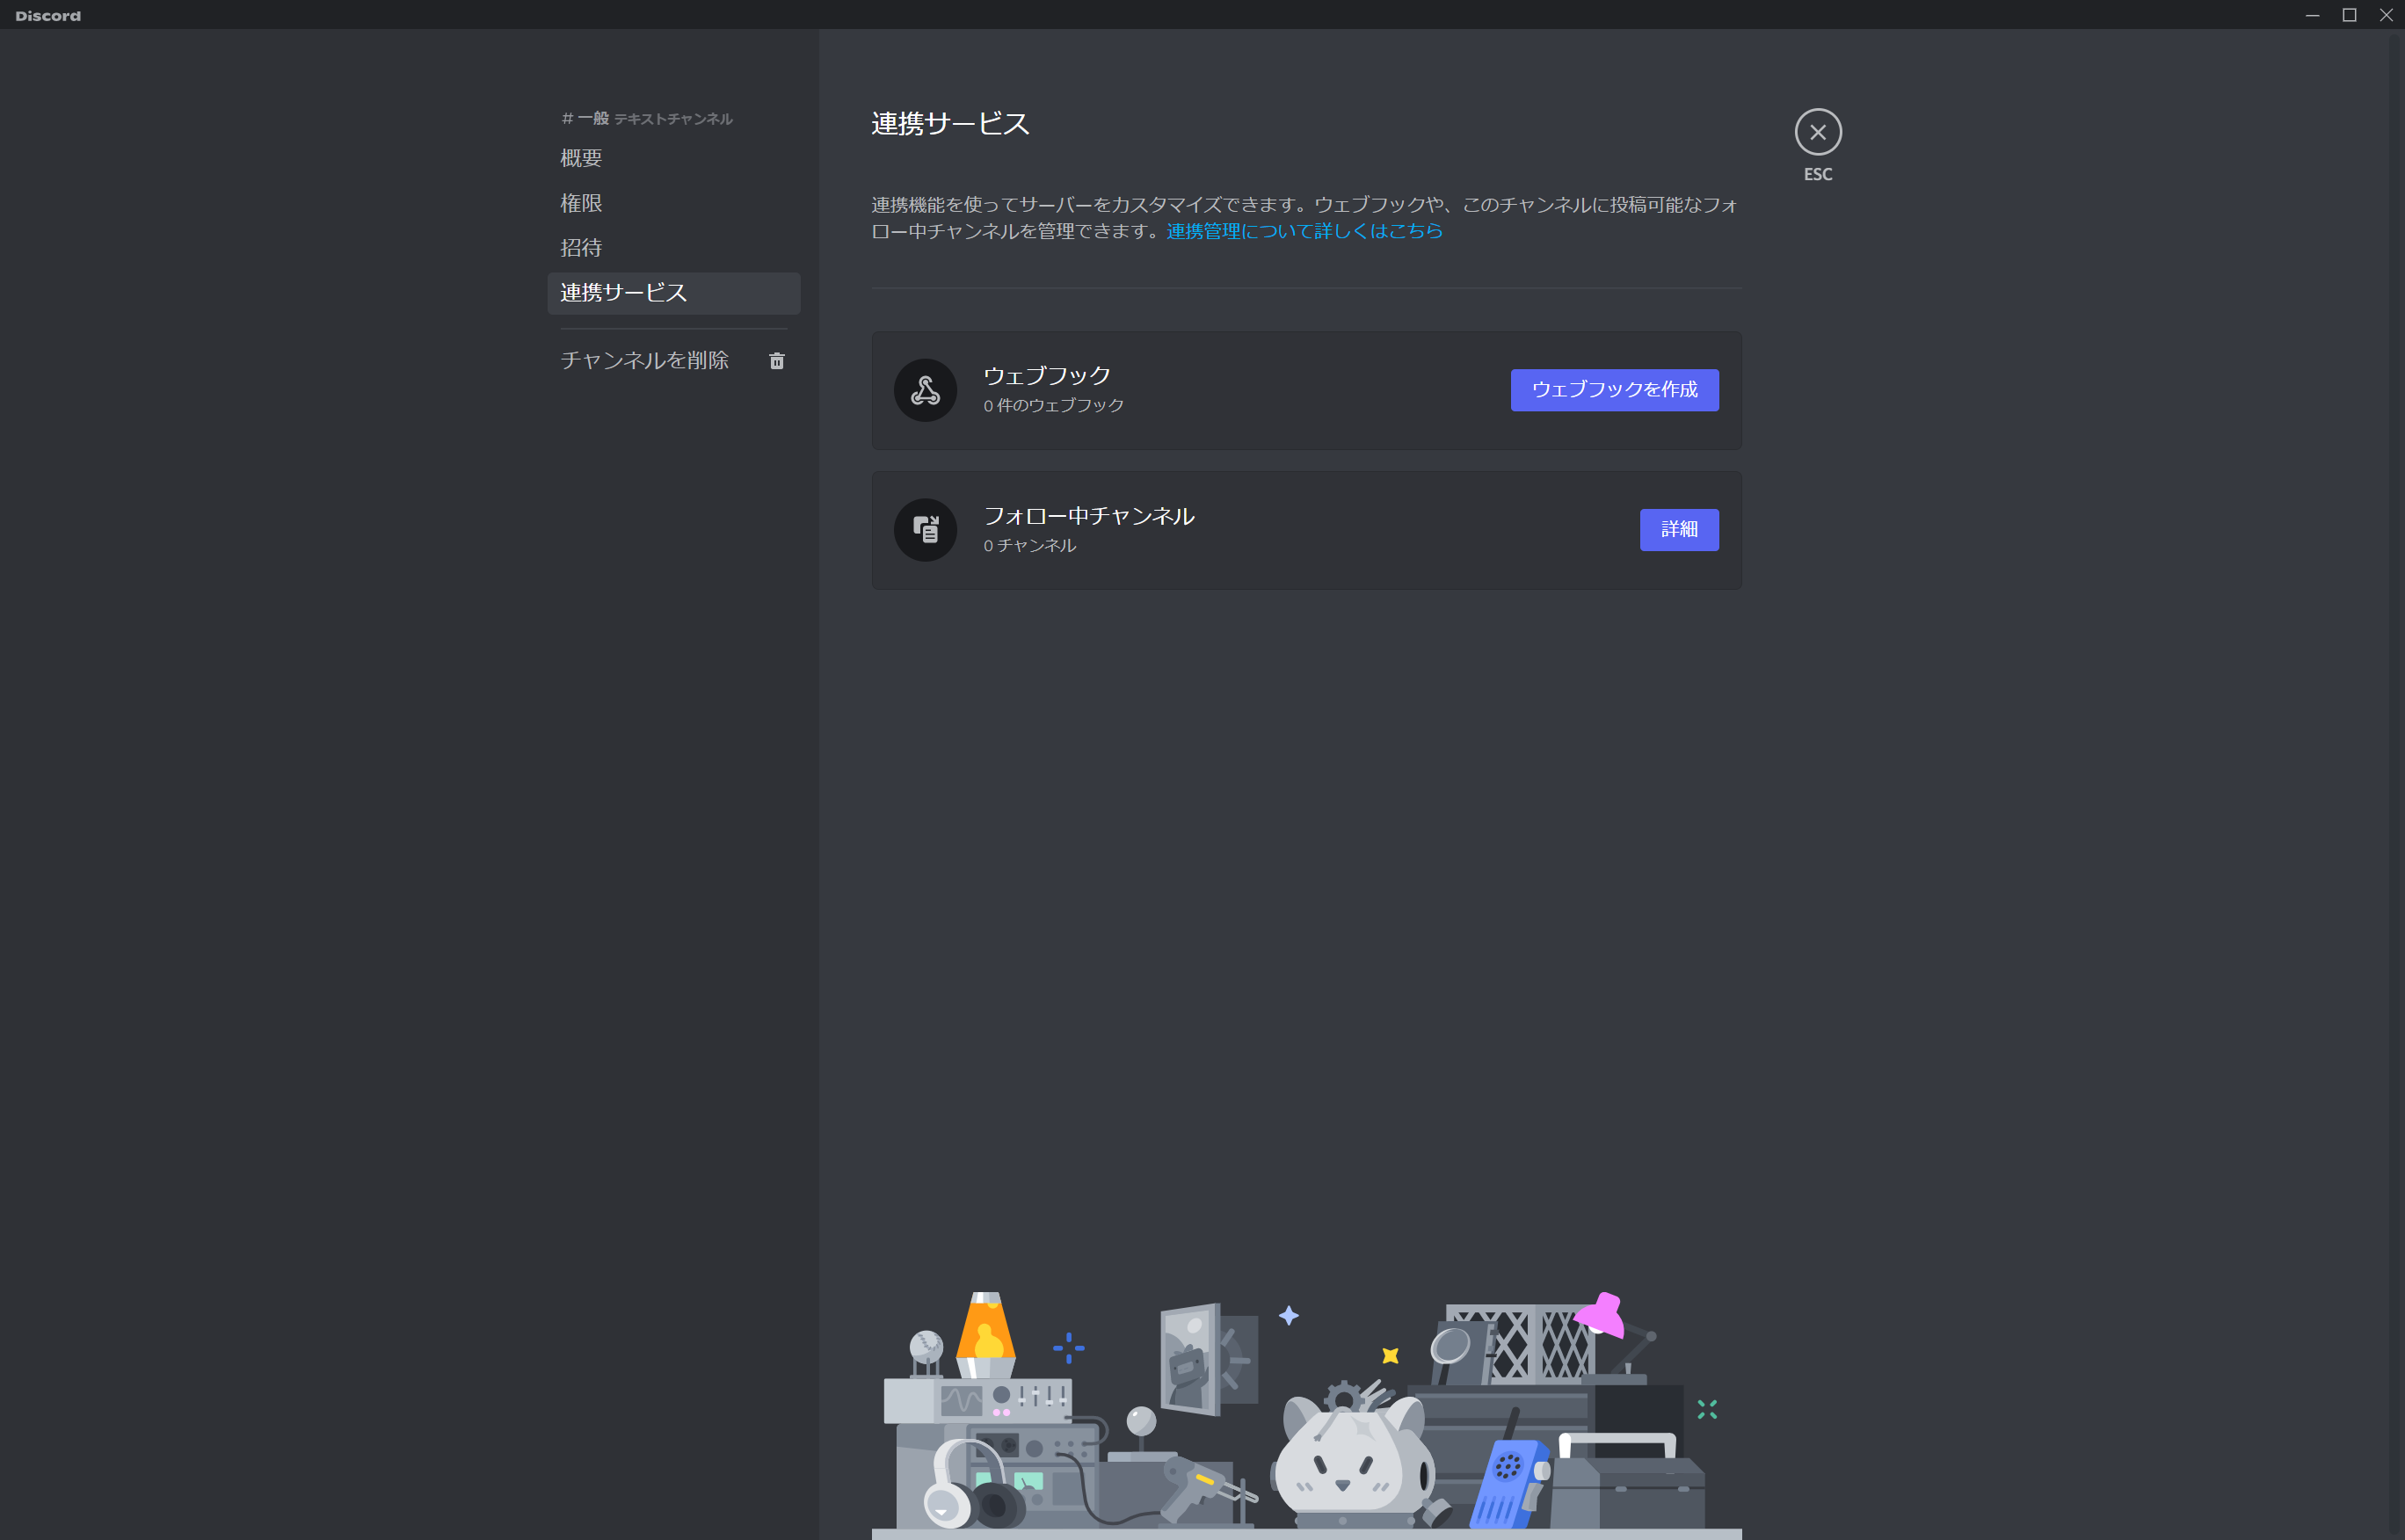 Discord
# 一般 テキストチャンネル
概要
権限
招待
連携サービス
チャンネルを削除
連携サービス
連携機能を使ってサーバーをカスタマイズできます。ウェブフックや、このチャンネルに投稿可能なフォ
ロー中チャンネルを管理できます。連携管理について詳しくはこちら
ESC
ウェブフック
0 件のウェブフック
ウェブフックを作成
フォロー中チャンネル
0 チャンネル
詳細